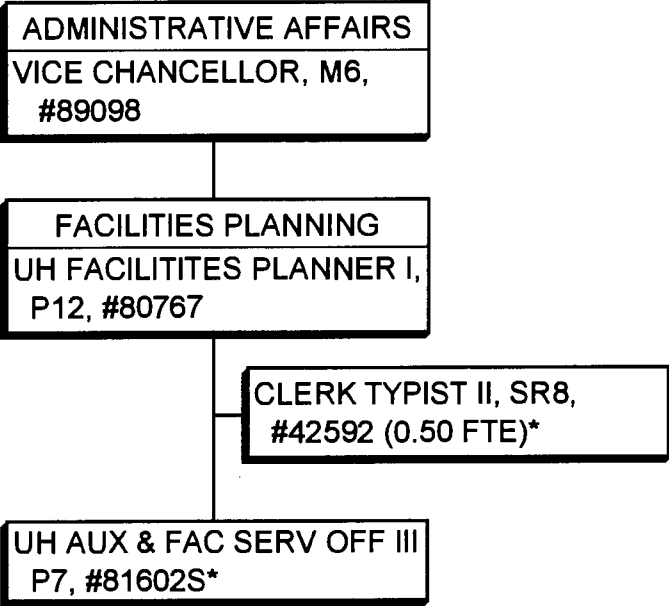 ADMINISTRATIVE AFFAIRS
VICE CHANCELLOR, M6,
#89098
FACILITIES PLANNING
UH FACILITITES PLANNER I,
P12, #80767
CLERK TYPIST II, SR8,
#42592 (0.50 FTE)*
UH AUX & FAC SERV OFF III
P7, #81602S*